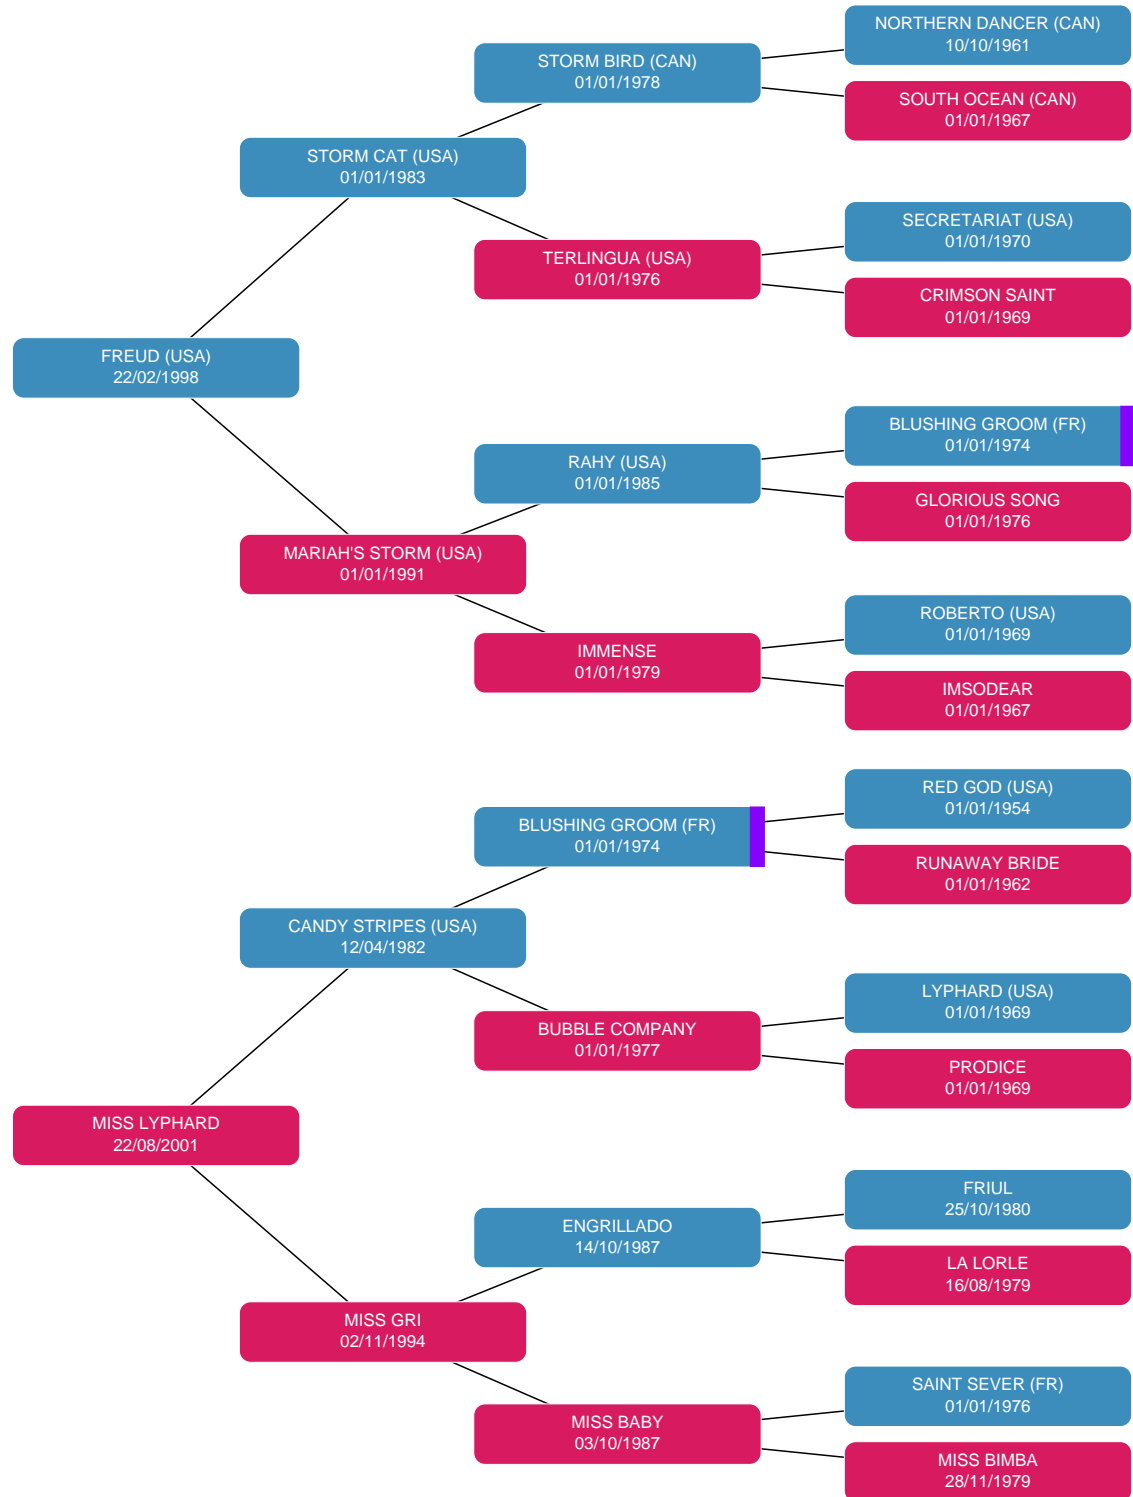 NORTHERN DANCER (CAN)
10/10/1961
STORM BIRD (CAN)
01/01/1978
SOUTH OCEAN (CAN)
01/01/1967
STORM CAT (USA)
01/01/1983
SECRETARIAT (USA)
01/01/1970
TERLINGUA (USA)
01/01/1976
CRIMSON SAINT
01/01/1969
FREUD (USA)
22/02/1998
BLUSHING GROOM (FR)
01/01/1974
RAHY (USA)
01/01/1985
GLORIOUS SONG
01/01/1976
MARIAH'S STORM (USA)
01/01/1991
ROBERTO (USA)
01/01/1969
IMMENSE
01/01/1979
IMSODEAR
01/01/1967
RED GOD (USA)
01/01/1954
BLUSHING GROOM (FR)
01/01/1974
RUNAWAY BRIDE
01/01/1962
CANDY STRIPES (USA)
12/04/1982
LYPHARD (USA)
01/01/1969
BUBBLE COMPANY
01/01/1977
PRODICE
01/01/1969
MISS LYPHARD
22/08/2001
FRIUL
25/10/1980
ENGRILLADO
14/10/1987
LA LORLE
16/08/1979
MISS GRI
02/11/1994
SAINT SEVER (FR)
01/01/1976
MISS BABY
03/10/1987
MISS BIMBA
28/11/1979